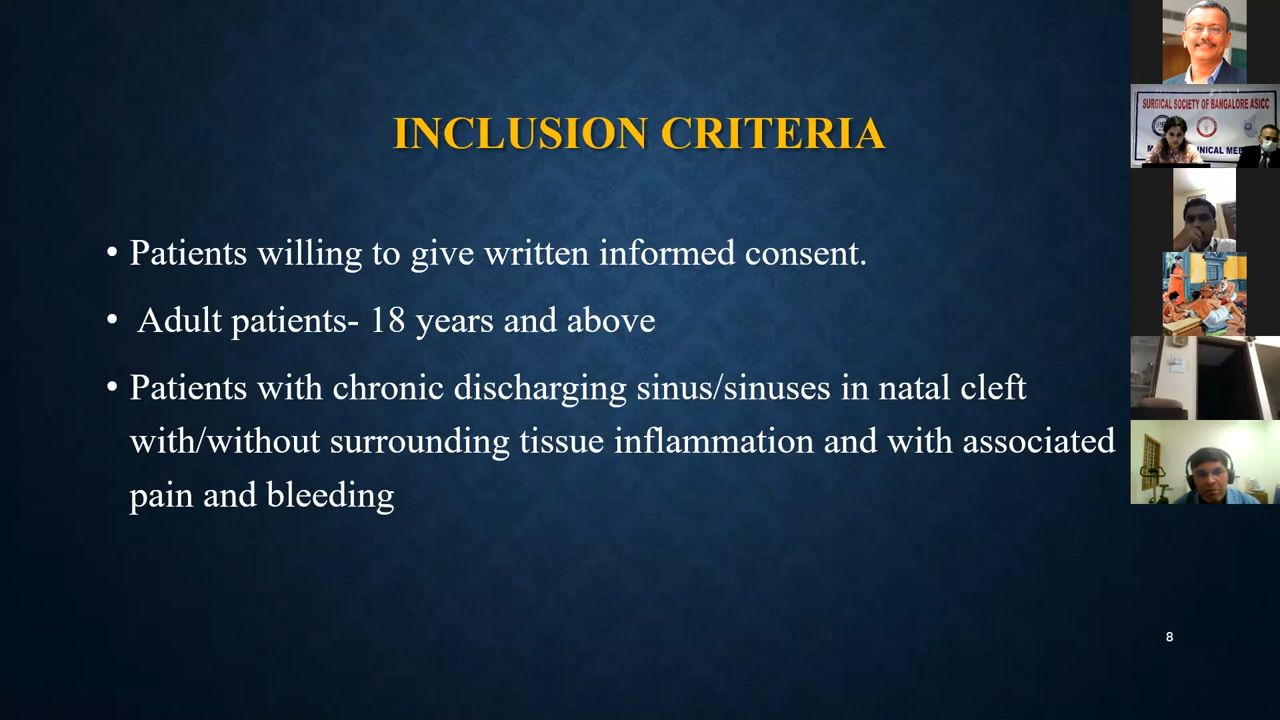 INCLUSION CRITERIA
• Patients willing to give written informed consent.
• Adult patients- 18 years and above
• Patients with chronic discharging sinus/sinuses in natal cleft
with/without surrounding tissue inflammation and with associated
pain and bleeding
8
SURGICAL SOCIETY OF BANGALORE ASICC